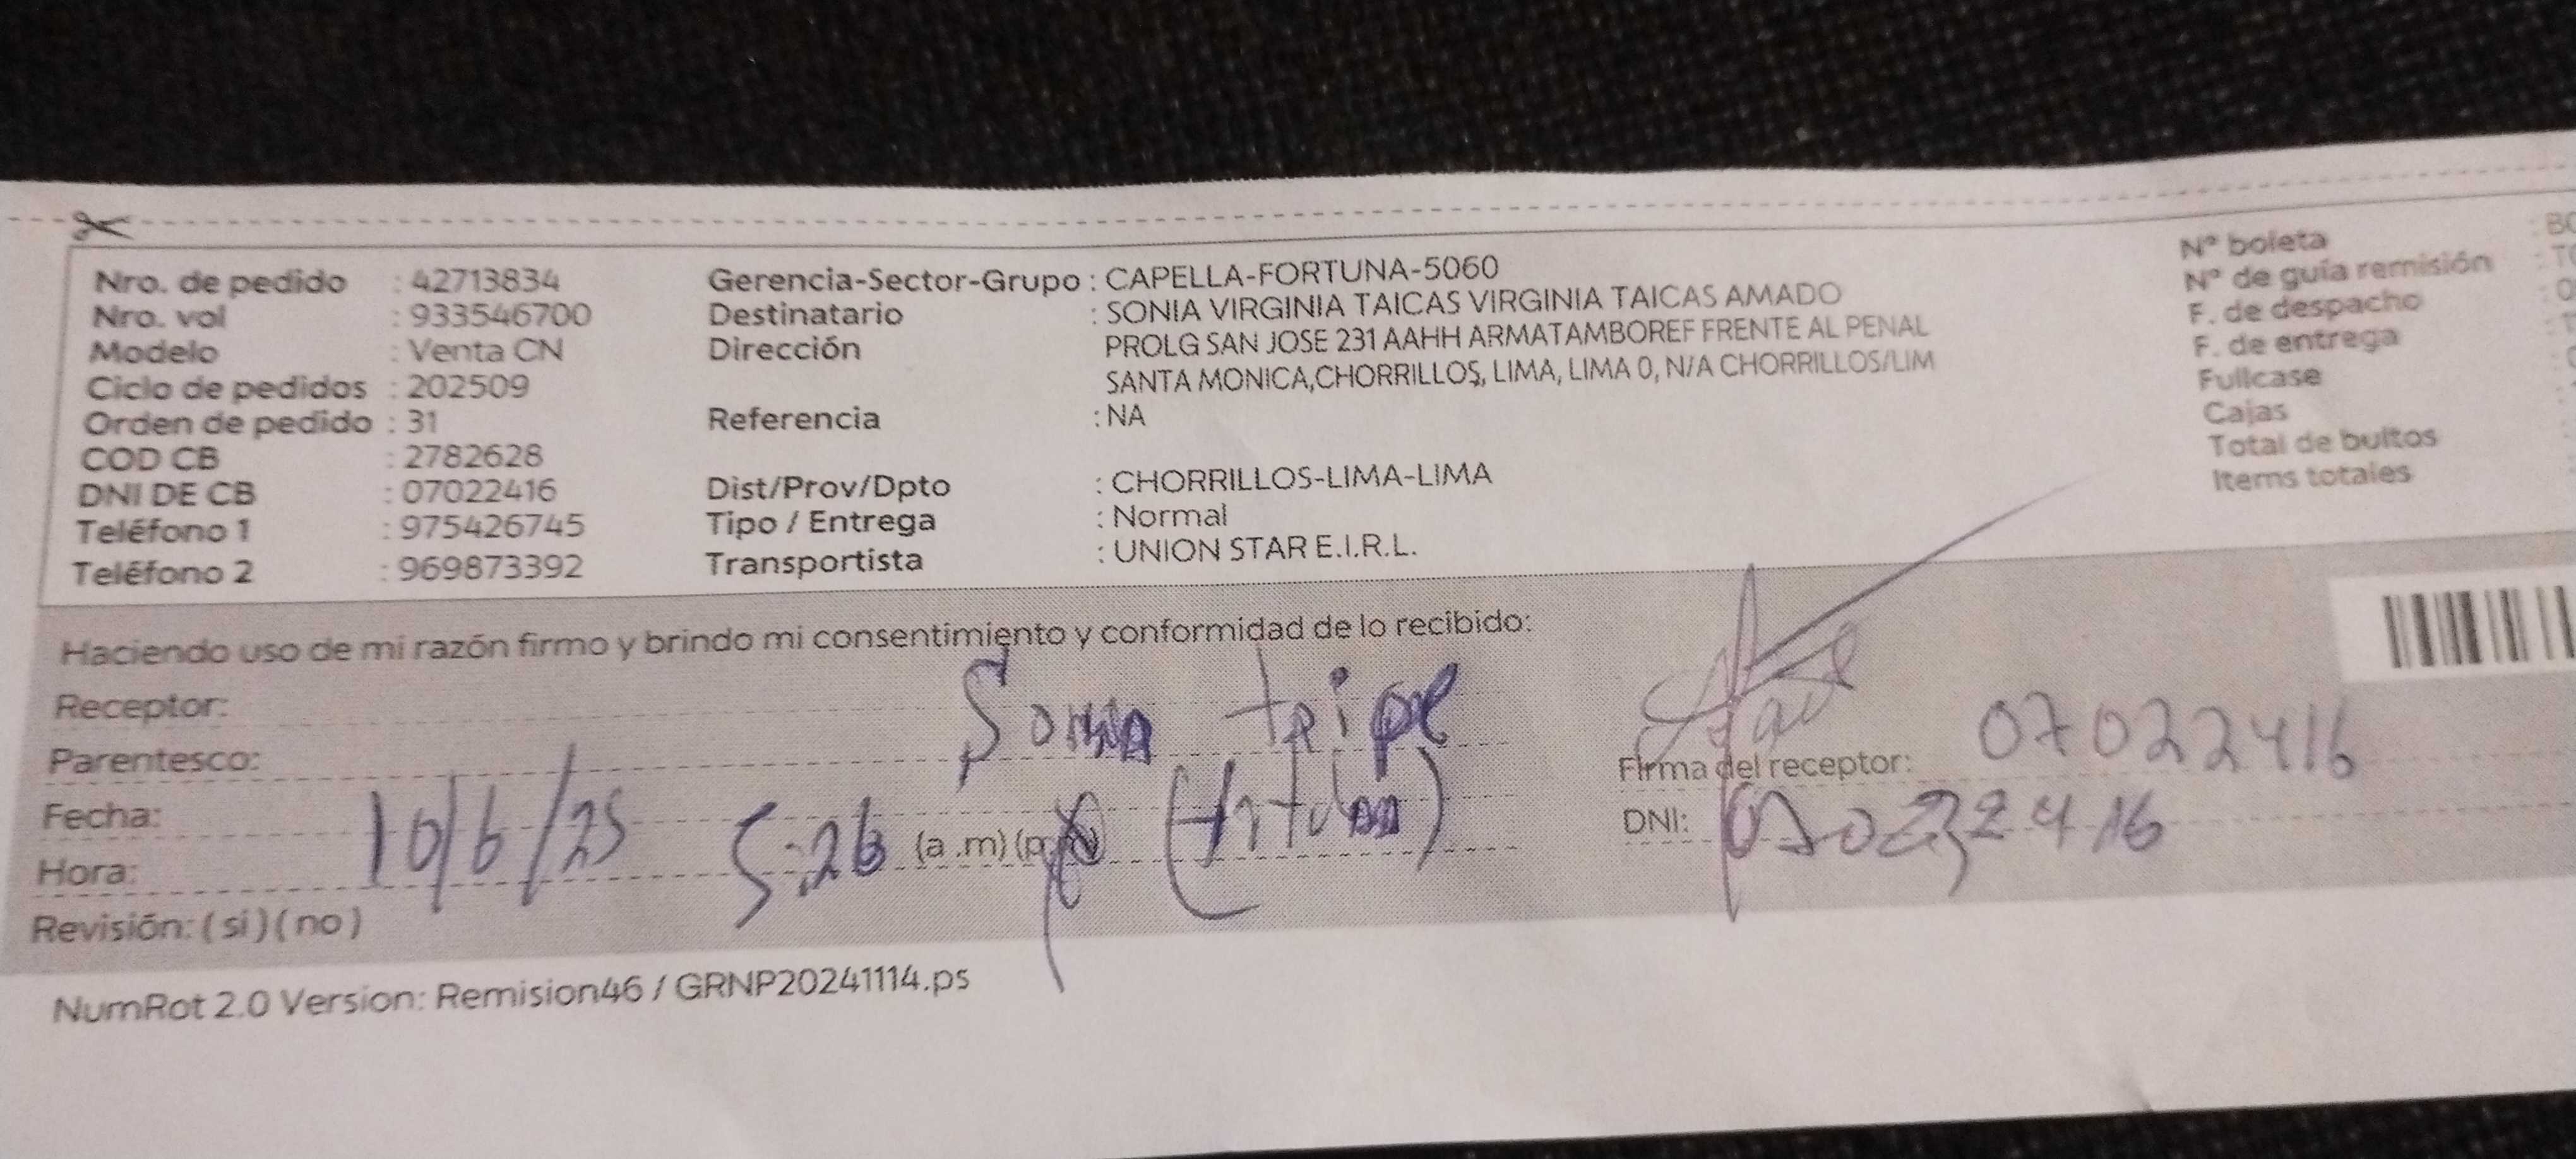 Nro. de pedido : 42713834
Nro. vol : 933546700
Modelo : Venta CN
Ciclo de pedidos : 202509
Orden de pedido : 31
COD CB : 2782628
DNI DE CB : 07022416
Teléfono 1 : 975426745
Teléfono 2 : 969873392
Gerencia-Sector-Grupo : CAPELLA-FORTUNA-5060
Destinatario : SONIA VIRGINIA TAICAS VIRGINIA TAICAS AMADO
Dirección PROLG SAN JOSE 231 AAHH ARMATAMBOREF FRENTE AL PENAL
SANTA MONICA,CHORRILLOS, LIMA, LIMA 0, N/A CHORRILLOS/LIM
Referencia : NA
Dist/Prov/Dpto : CHORRILLOS-LIMA-LIMA
Tipo / Entrega : Normal
Transportista : UNION STAR E.I.R.L.
N° boleta
N° de guía remisión
F. de despacho
F. de entrega
Fullcase
Cajas
Total de bultos
Items totales
Haciendo uso de mi razón firmo y brindo mi consentimiento y conformidad de lo recibido:
Receptor: Sonia
Parentesco:
Fecha: 10/6/25
Hora: 5:26 (a .m) (p
Revisión: ( si ) ( no )
Firma del receptor: 07022416
DNI: 07022416
NumRot 2.0 Version: Remision46 / GRNP20241114.ps